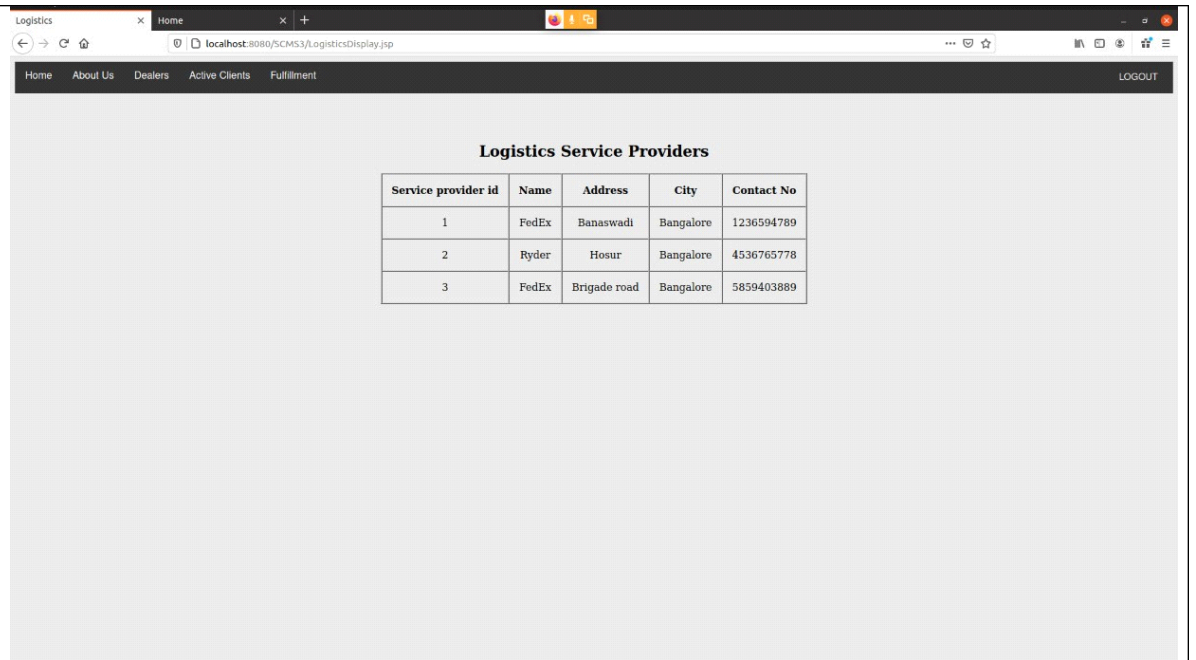 Logistics Home
localhost:8080/SCMS3/LogisticsDisplay.jsp
Home About Us Dealers Active Clients Fulfillment LOGOUT
Logistics Service Providers
Service provider id Name Address City Contact No
1 FedEx Banaswadi Bangalore 1236594789
2 Ryder Hosur Bangalore 4536765778
3 FedEx Brigade road Bangalore 5859403889